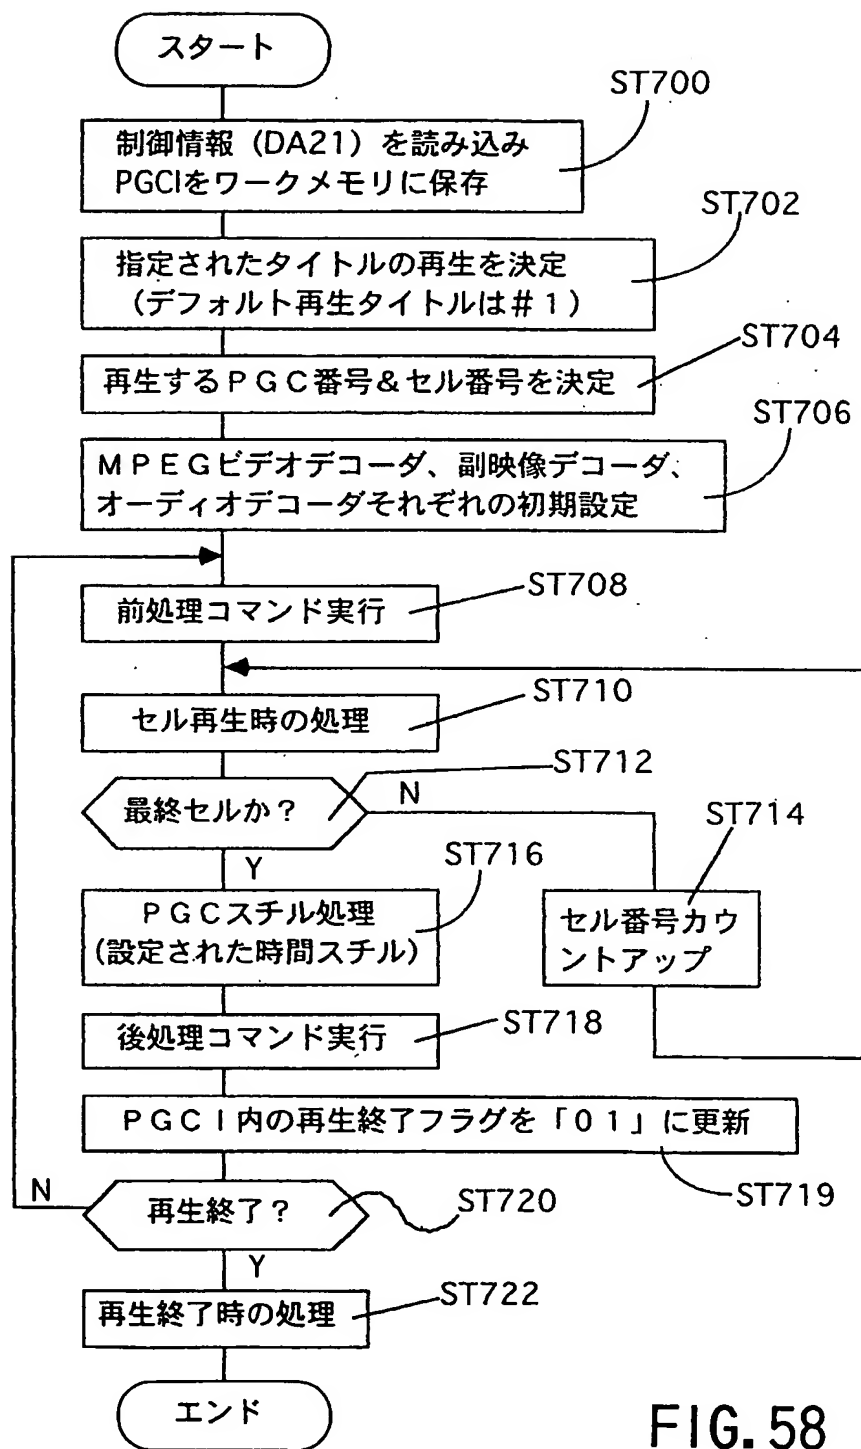 スタート
ST700
制御情報（DA21）を読み込み
PGCIをワークメモリに保存
ST702
指定されたタイトルの再生を決定
（デフォルト再生タイトルは＃１）
ST704
再生するＰＧＣ番号＆セル番号を決定
ST706
ＭＰＥＧビデオデコーダ、副映像デコーダ、
オーディオデコーダそれぞれの初期設定
ST708
前処理コマンド実行
ST710
セル再生時の処理
ST712
最終セルか？
N
ST714
Y
ST716
ＰＧＣスチル処理
（設定された時間スチル）
セル番号カウ
ントアップ
ST718
後処理コマンド実行
ＰＧＣＩ内の再生終了フラグを「０１」に更新
ST719
N
再生終了？
ST720
Y
ST722
再生終了時の処理
エンド
FIG. 58